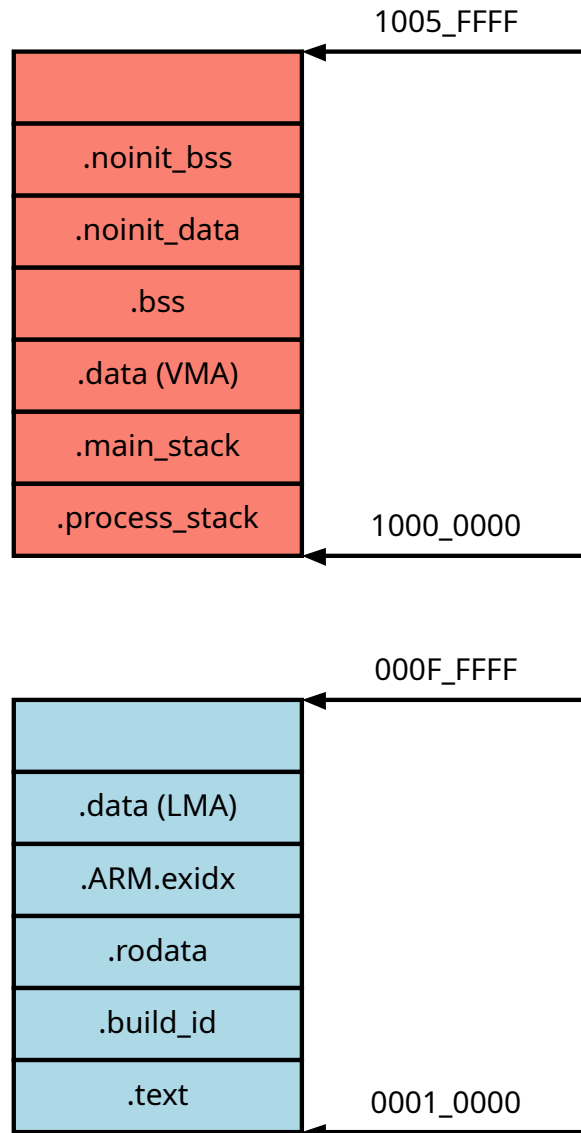 1005_FFFF
.noinit_bss
.noinit_data
.bss
.data (VMA)
.main_stack
.process_stack
1000_0000
000F_FFFF
.data (LMA)
.ARM.exidx
.rodata
.build_id
.text
0001_0000